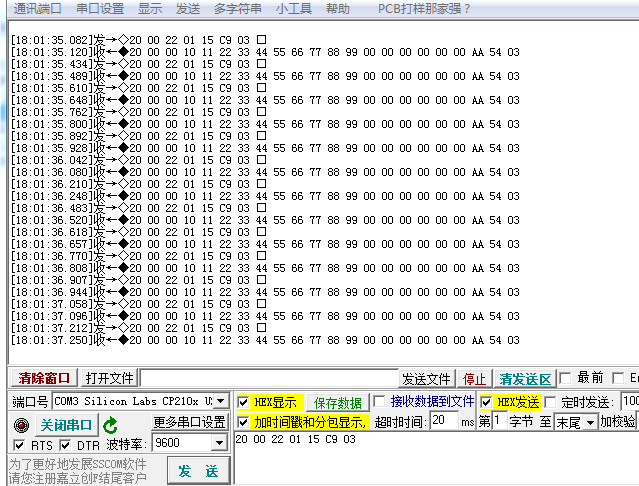 通讯端口 串口设置 显示 发送 多字符串 小工具 帮助 PCB打样那家强？
[18:01:35.082]发→◇20 00 22 01 15 C9 03 □
[18:01:35.120]收←◆20 00 00 10 11 22 33 44 55 66 77 88 99 00 00 00 00 00 00 AA 54 03
[18:01:35.434]发→◇20 00 22 01 15 C9 03 □
[18:01:35.489]收←◆20 00 00 10 11 22 33 44 55 66 77 88 99 00 00 00 00 00 00 AA 54 03
[18:01:35.610]发→◇20 00 22 01 15 C9 03 □
[18:01:35.648]收←◆20 00 00 10 11 22 33 44 55 66 77 88 99 00 00 00 00 00 00 AA 54 03
[18:01:35.762]发→◇20 00 22 01 15 C9 03 □
[18:01:35.800]收←◆20 00 00 10 11 22 33 44 55 66 77 88 99 00 00 00 00 00 00 AA 54 03
[18:01:35.892]发→◇20 00 22 01 15 C9 03 □
[18:01:35.928]收←◆20 00 00 10 11 22 33 44 55 66 77 88 99 00 00 00 00 00 00 AA 54 03
[18:01:36.042]发→◇20 00 22 01 15 C9 03 □
[18:01:36.080]收←◆20 00 00 10 11 22 33 44 55 66 77 88 99 00 00 00 00 00 00 AA 54 03
[18:01:36.210]发→◇20 00 22 01 15 C9 03 □
[18:01:36.248]收←◆20 00 00 10 11 22 33 44 55 66 77 88 99 00 00 00 00 00 00 AA 54 03
[18:01:36.483]发→◇20 00 22 01 15 C9 03 □
[18:01:36.520]收←◆20 00 00 10 11 22 33 44 55 66 77 88 99 00 00 00 00 00 00 AA 54 03
[18:01:36.618]发→◇20 00 22 01 15 C9 03 □
[18:01:36.657]收←◆20 00 00 10 11 22 33 44 55 66 77 88 99 00 00 00 00 00 00 AA 54 03
[18:01:36.770]发→◇20 00 22 01 15 C9 03 □
[18:01:36.808]收←◆20 00 00 10 11 22 33 44 55 66 77 88 99 00 00 00 00 00 00 AA 54 03
[18:01:36.907]发→◇20 00 22 01 15 C9 03 □
[18:01:36.944]收←◆20 00 00 10 11 22 33 44 55 66 77 88 99 00 00 00 00 00 00 AA 54 03
[18:01:37.058]发→◇20 00 22 01 15 C9 03 □
[18:01:37.096]收←◆20 00 00 10 11 22 33 44 55 66 77 88 99 00 00 00 00 00 00 AA 54 03
[18:01:37.212]发→◇20 00 22 01 15 C9 03 □
[18:01:37.250]收←◆20 00 00 10 11 22 33 44 55 66 77 88 99 00 00 00 00 00 00 AA 54 03
清除窗口 打开文件 发送文件 停止 清发送区 最前
端口号 COM3 Silicon Labs CP210x HEX显示 保存数据 接收数据到文件 HEX发送 定时发送:
关闭串口 更多串口设置 加时间戳和分包显示, 超时时间: 20 ms 第 1 字节 至 末尾 加校验
RTS DTR 波特率: 9600 20 00 22 01 15 C9 03
为了更好地发展SSCOM软件
请您注册嘉立创F结尾客户
发 送